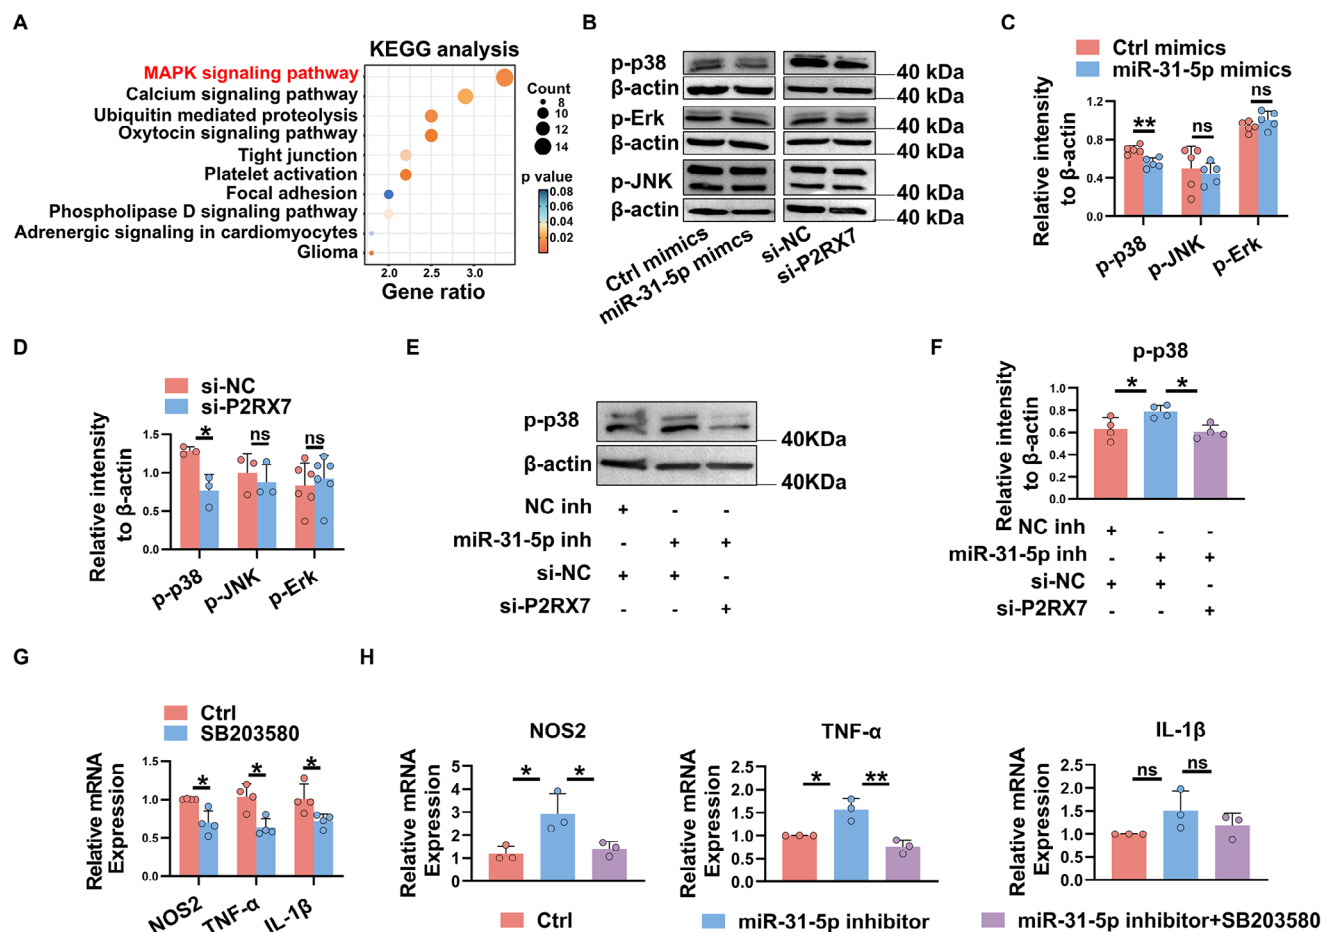 A
KEGG analysis
MAPK signaling pathway
Calcium signaling pathway
Ubiquitin mediated proteolysis
Oxytocin signaling pathway
Tight junction
Platelet activation
Focal adhesion
Phospholipase D signaling pathway
Adrenergic signaling in cardiomyocytes
Glioma
2.0 2.5 3.0
Gene ratio
Count
8
10
12
14
p value
0.08
0.06
0.04
0.02
B
p-p38
40 kDa
β-actin
40 kDa
p-Erk
40 kDa
β-actin
40 kDa
p-JNK
40 kDa
β-actin
40 kDa
Ctrl mimics
miR-31-5p mimcs
si-NC
si-P2RX7
C
Ctrl mimics
miR-31-5p mimics
Relative intensity
to β-actin
1.2
0.8
0.4
0.0
**
ns
ns
p-p38
p-JNK
p-Erk
D
si-NC
si-P2RX7
Relative intensity
to β-actin
1.5
1.0
0.5
0.0
*
ns
ns
p-p38
p-JNK
p-Erk
E
p-p38
40KDa
β-actin
40KDa
NC inh + - -
miR-31-5p inh - + +
si-NC + + -
si-P2RX7 - - +
F
p-p38
Relative intensity
to β-actin
1.0
0.8
0.6
0.4
0.2
0.0
* *
NC inh + - -
miR-31-5p inh - + +
si-NC + + -
si-P2RX7 - - +
G
Ctrl
SB203580
Relative mRNA
Expression
1.5
1.0
0.5
0.0
*
*
*
NOS2
TNF-α
IL-1β
H
NOS2
Relative mRNA
Expression
5
4
3
2
1
0
* *
TNF-α
Relative mRNA
Expression
2.5
2.0
1.5
1.0
0.5
0.0
* **
IL-1β
Relative mRNA
Expression
2.5
2.0
1.5
1.0
0.5
0.0
ns ns
Ctrl
miR-31-5p inhibitor
miR-31-5p inhibitor+SB203580